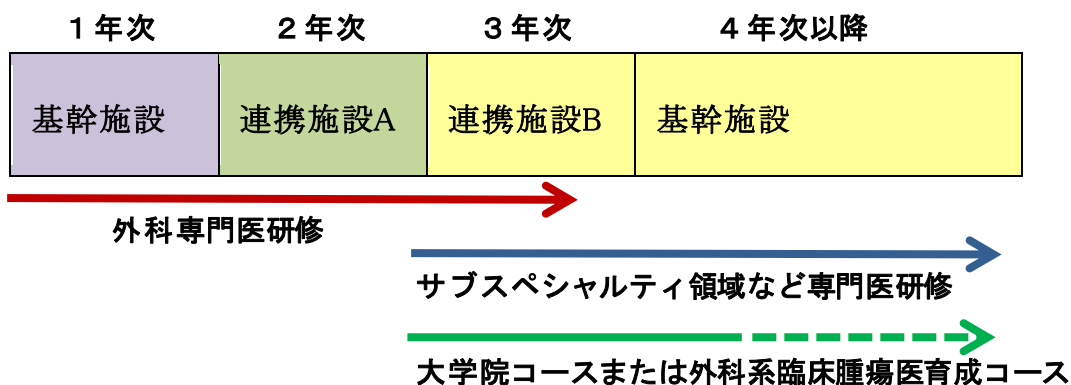 １年次 ２年次 ３年次 ４年次以降
基幹施設 連携施設A 連携施設B 基幹施設
外科専門医研修
サブスペシャルティ領域など専門医研修
大学院コースまたは外科系臨床腫瘍医育成コース